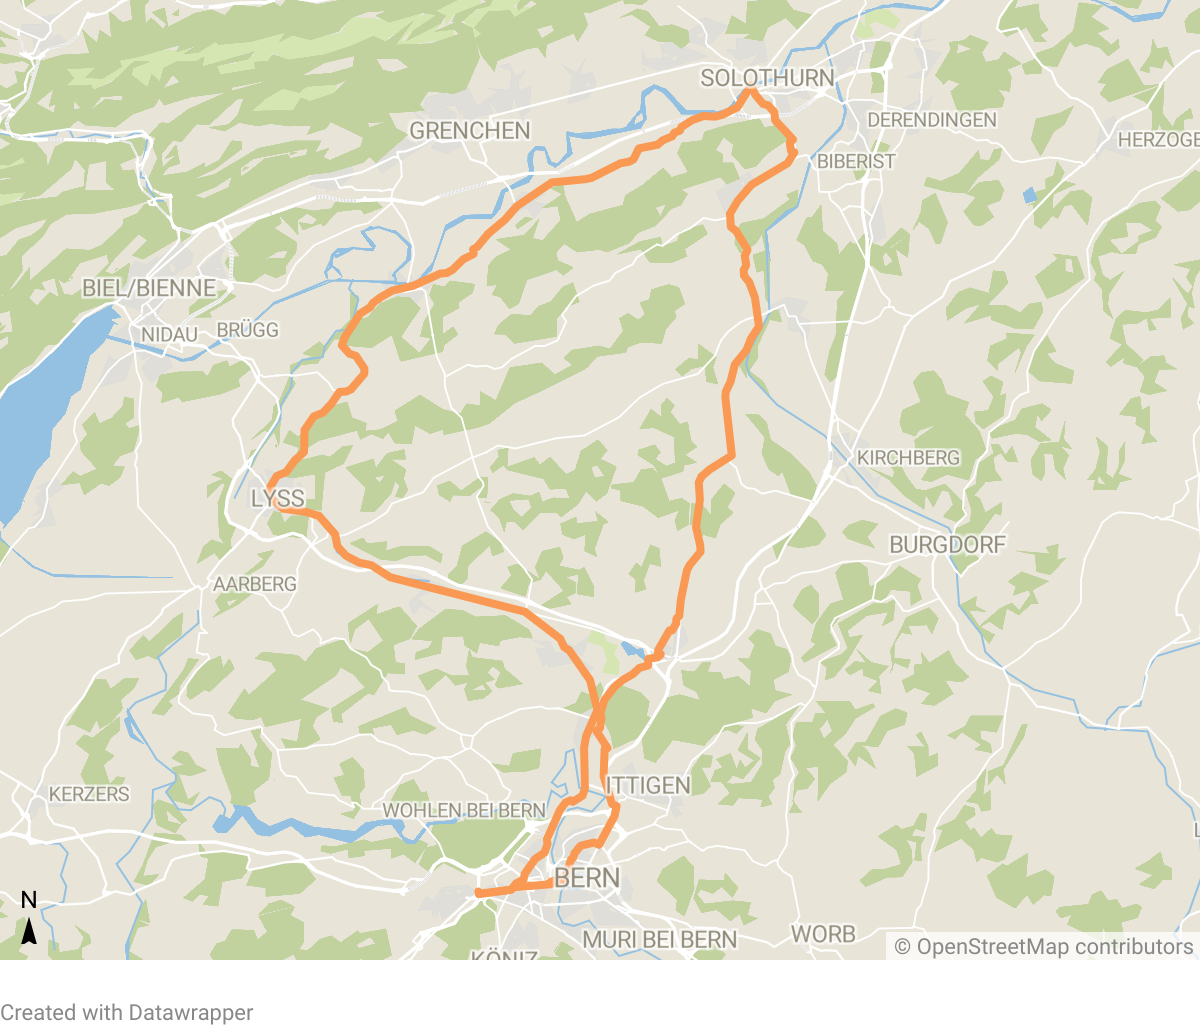 SOLOTHURN
DERENDINGEN
GRENCHEN
HERZOGE
BIBERIST
BIEL/BIENNE
NIDAU
BRÜGG
KIRCHBERG
LYSS
BURGDORF
AARBERG
ITTIGEN
KERZERS
WOHLEN BEI BERN
L
BERN
N
WORB
MURI BEI BERN
KÖNIZ
© OpenStreetMap contributors
Created with Datawrapper